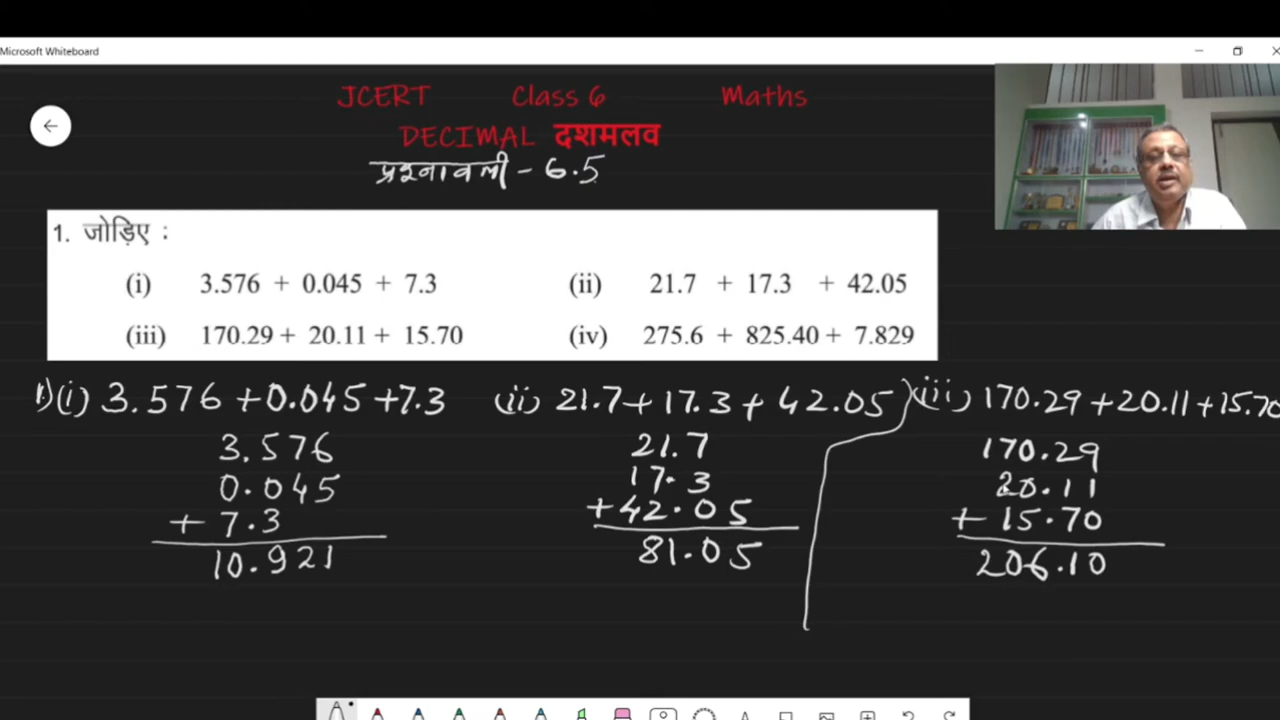 Microsoft Whiteboard
JCERT Class 6 Maths
DECIMAL दशमलव
प्रश्नावली - 6.5
1. जोड़िए :
(i) 3.576 + 0.045 + 7.3 (ii) 21.7 + 17.3 + 42.05
(iii) 170.29 + 20.11 + 15.70 (iv) 275.6 + 825.40 + 7.829
1)(i) 3.576 + 0.045 + 7.3
3.576
0.045
+ 7.3
10.921
(ii) 21.7 + 17.3 + 42.05
21.7
17.3
+ 42.05
81.05
(iii) 170.29 + 20.11 + 15.70
170.29
20.11
+ 15.70
206.10